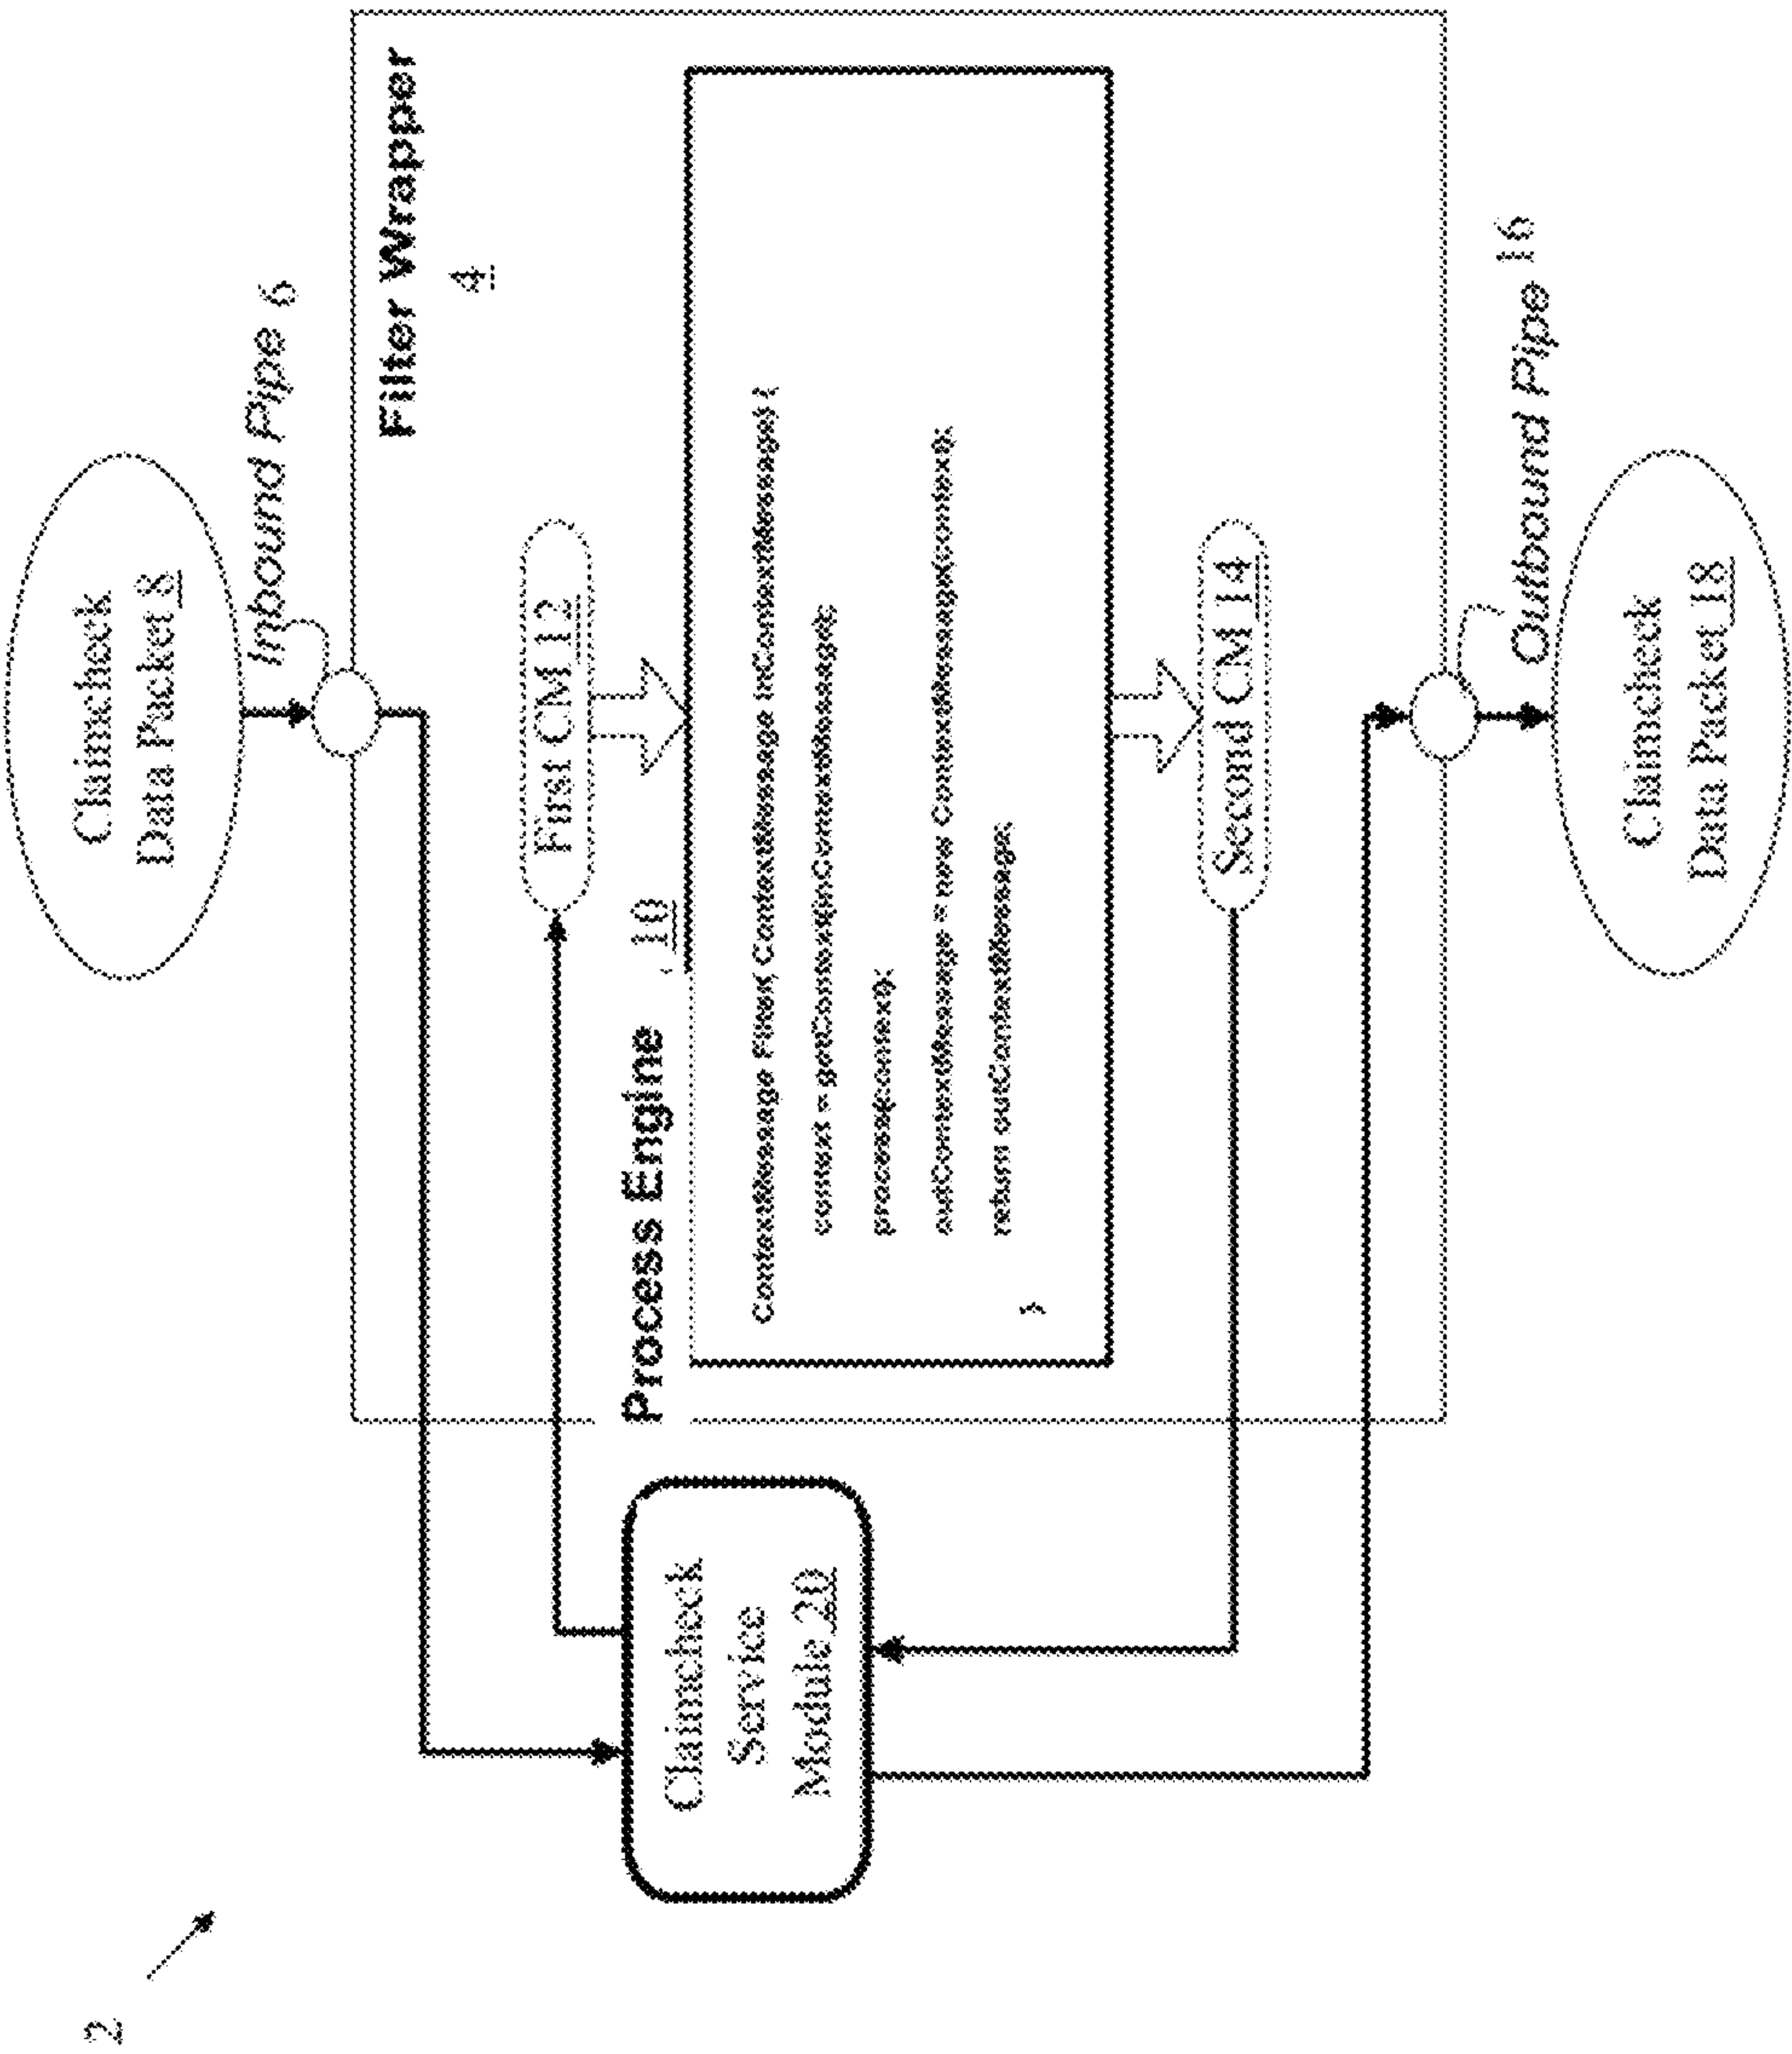 2
Claimcheck
Data Packet 8
Inbound Pipe 6
Filter Wrapper
4
First CM 12
Process Engine 10
ContextMessage Filter( ContextMessage inContextMessage) {
context = getContext(inContextMessage);
process(context);
outContextMessage = new ContextMessage(context);
return outContextMessage;
}
Claimcheck
Service
Module 20
Second CM 14
Outbound Pipe 16
Claimcheck
Data Packet 18